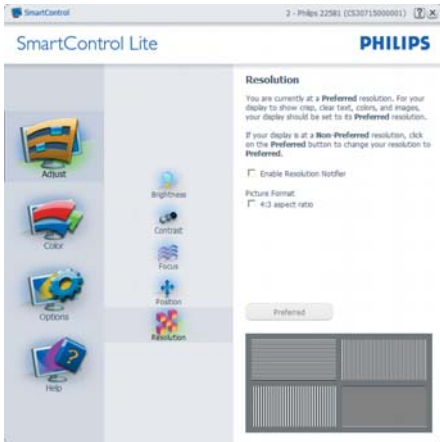 SmartControl
2 - Philips 225B1 (CS30715000001)
SmartControl Lite
PHILIPS
Adjust
Color
Options
Help
Brightness
Contrast
Focus
Position
Resolution
Resolution
You are currently at a Preferred resolution. For your
display to show crisp, clear text, colors, and images,
your display should be set to its Preferred resolution.
If your display is at a Non-Preferred resolution, click
on the Preferred button to change your resolution to
Preferred.
Enable Resolution Notifier
Picture Format
4:3 aspect ratio
Preferred